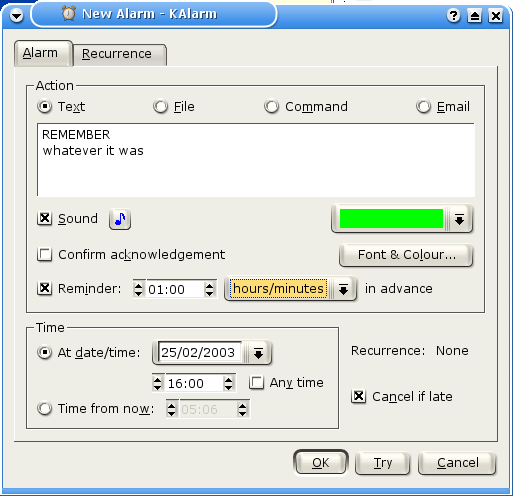 New Alarm - KAlarm
Alarm Recurrence
Action
Text File Command Email
REMEMBER
whatever it was
Sound
Confirm acknowledgement Font & Colour...
Reminder: 01:00 hours/minutes in advance
Time
At date/time: 25/02/2003 Recurrence: None
16:00 Any time
Cancel if late
Time from now: 05:06
OK Try Cancel